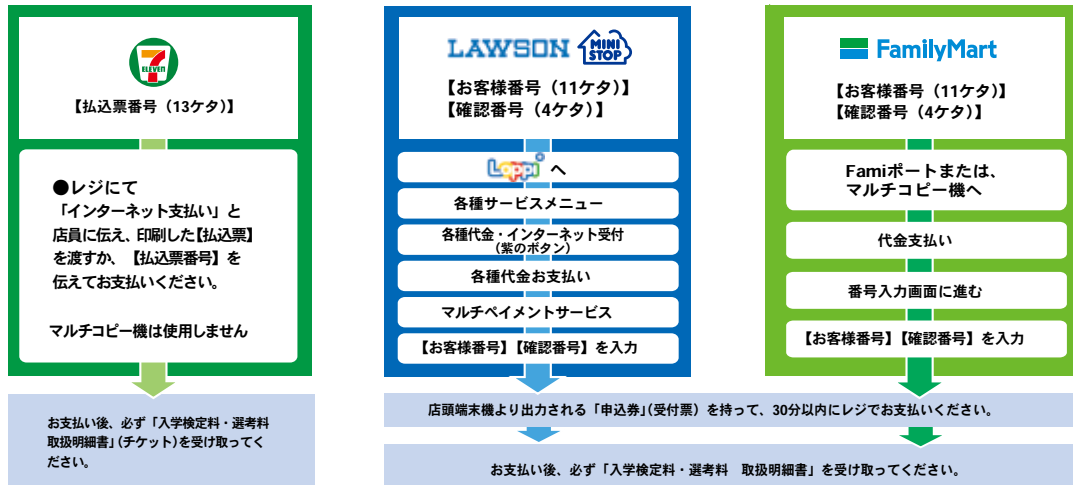 7
ELEVEN
【払込票番号（13ケタ）】
●レジにて
「インターネット支払い」と
店員に伝え、印刷した【払込票】
を渡すか、【払込票番号】を
伝えてお支払いください。
マルチコピー機は使用しません
お支払い後、必ず「入学検定料・選考料
取扱明細書」（チケット）を受け取ってく
ださい。
LAWSON
MINI
STOP
【お客様番号（11ケタ）】
【確認番号（4ケタ）】
Loppiへ
各種サービスメニュー
各種代金・インターネット受付
（紫のボタン）
各種代金お支払い
マルチペイメントサービス
【お客様番号】【確認番号】を入力
FamilyMart
【お客様番号（11ケタ）】
【確認番号（4ケタ）】
Famiポートまたは、
マルチコピー機へ
代金支払い
番号入力画面に進む
【お客様番号】【確認番号】を入力
店頭端末機より出力される「申込券」（受付票）を持って、30分以内にレジでお支払いください。
お支払い後、必ず「入学検定料・選考料　取扱明細書」を受け取ってください。